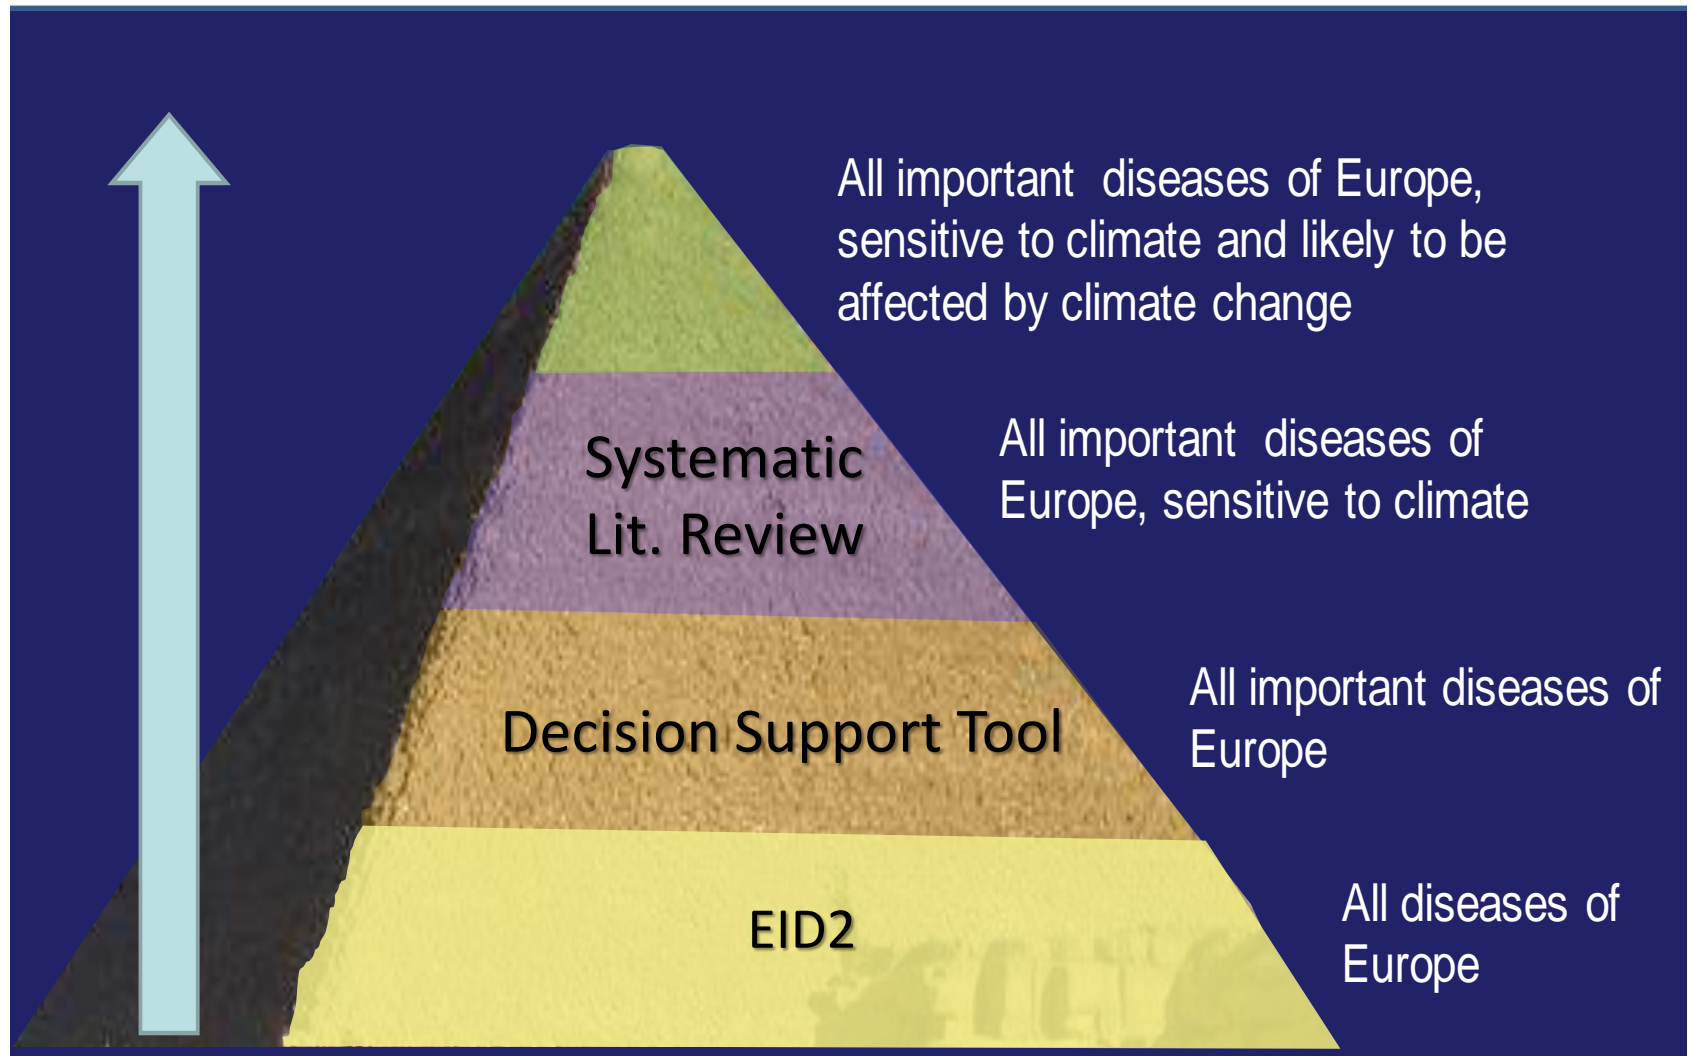 All important diseases of Europe,
sensitive to climate and likely to be
affected by climate change
Systematic
Lit. Review
All important diseases of
Europe, sensitive to climate
Decision Support Tool
All important diseases of
Europe
EID2
All diseases of
Europe